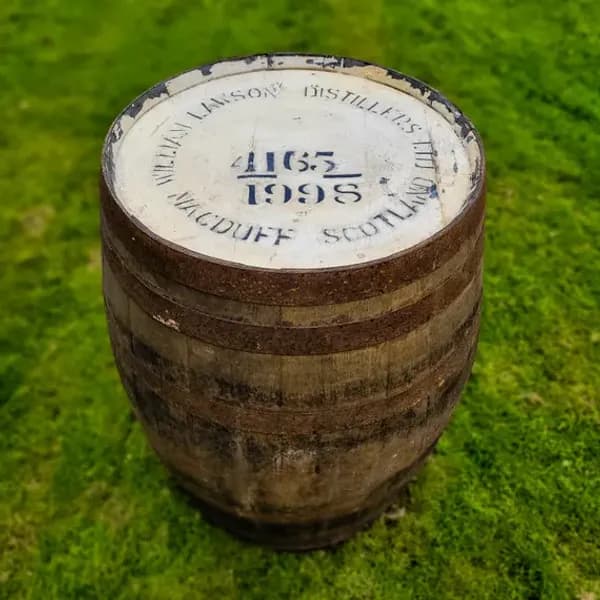 WILLIAM LAWSON DISTILLERS LTD
4165
1998
MACDUFF SCOTLAND